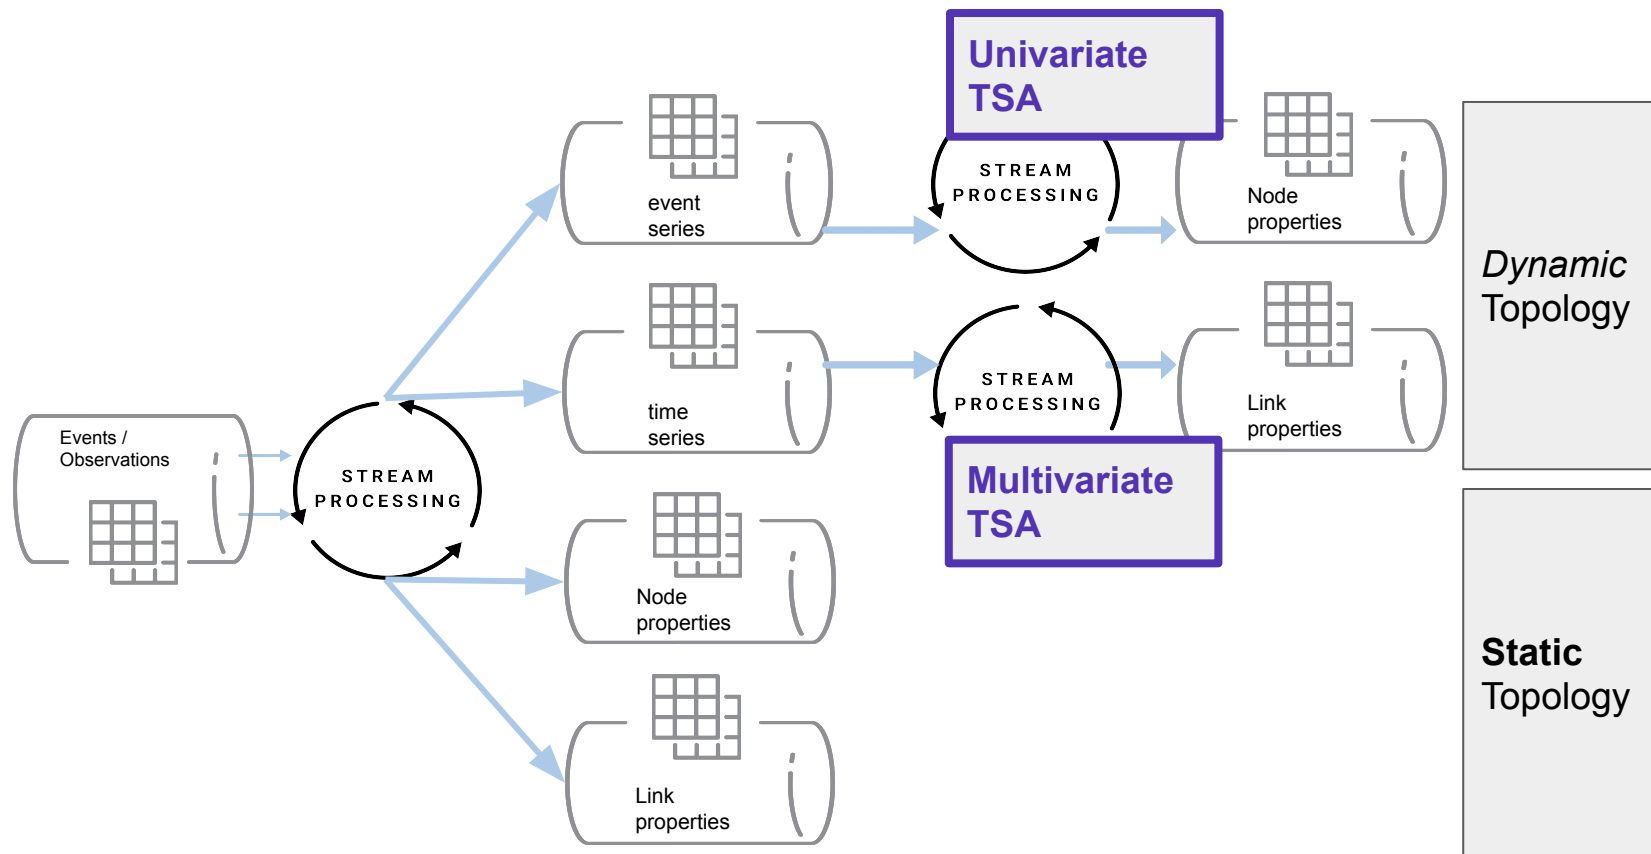 Univariate
TSA
event
series
STREAM
PROCESSING
Node
properties
Dynamic
Topology
time
series
STREAM
PROCESSING
Link
properties
Events /
Observations
STREAM
PROCESSING
Multivariate
TSA
Node
properties
Static
Topology
Link
properties